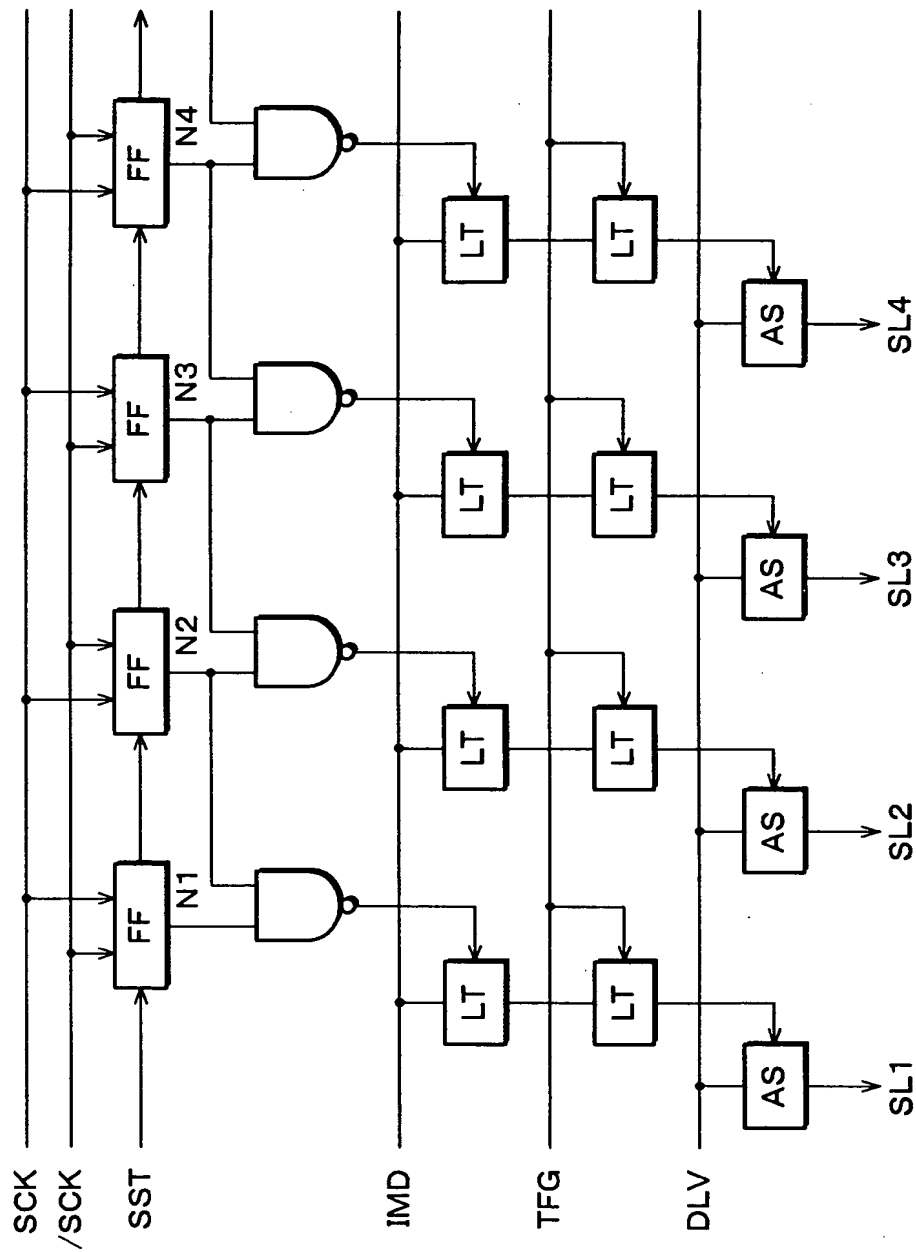 SCK
/SCK
SST
FF
FF
FF
FF
N1
N2
N3
N4
IMD
LT
LT
LT
LT
TFG
LT
LT
LT
LT
DLV
AS
AS
AS
AS
SL1
SL2
SL3
SL4